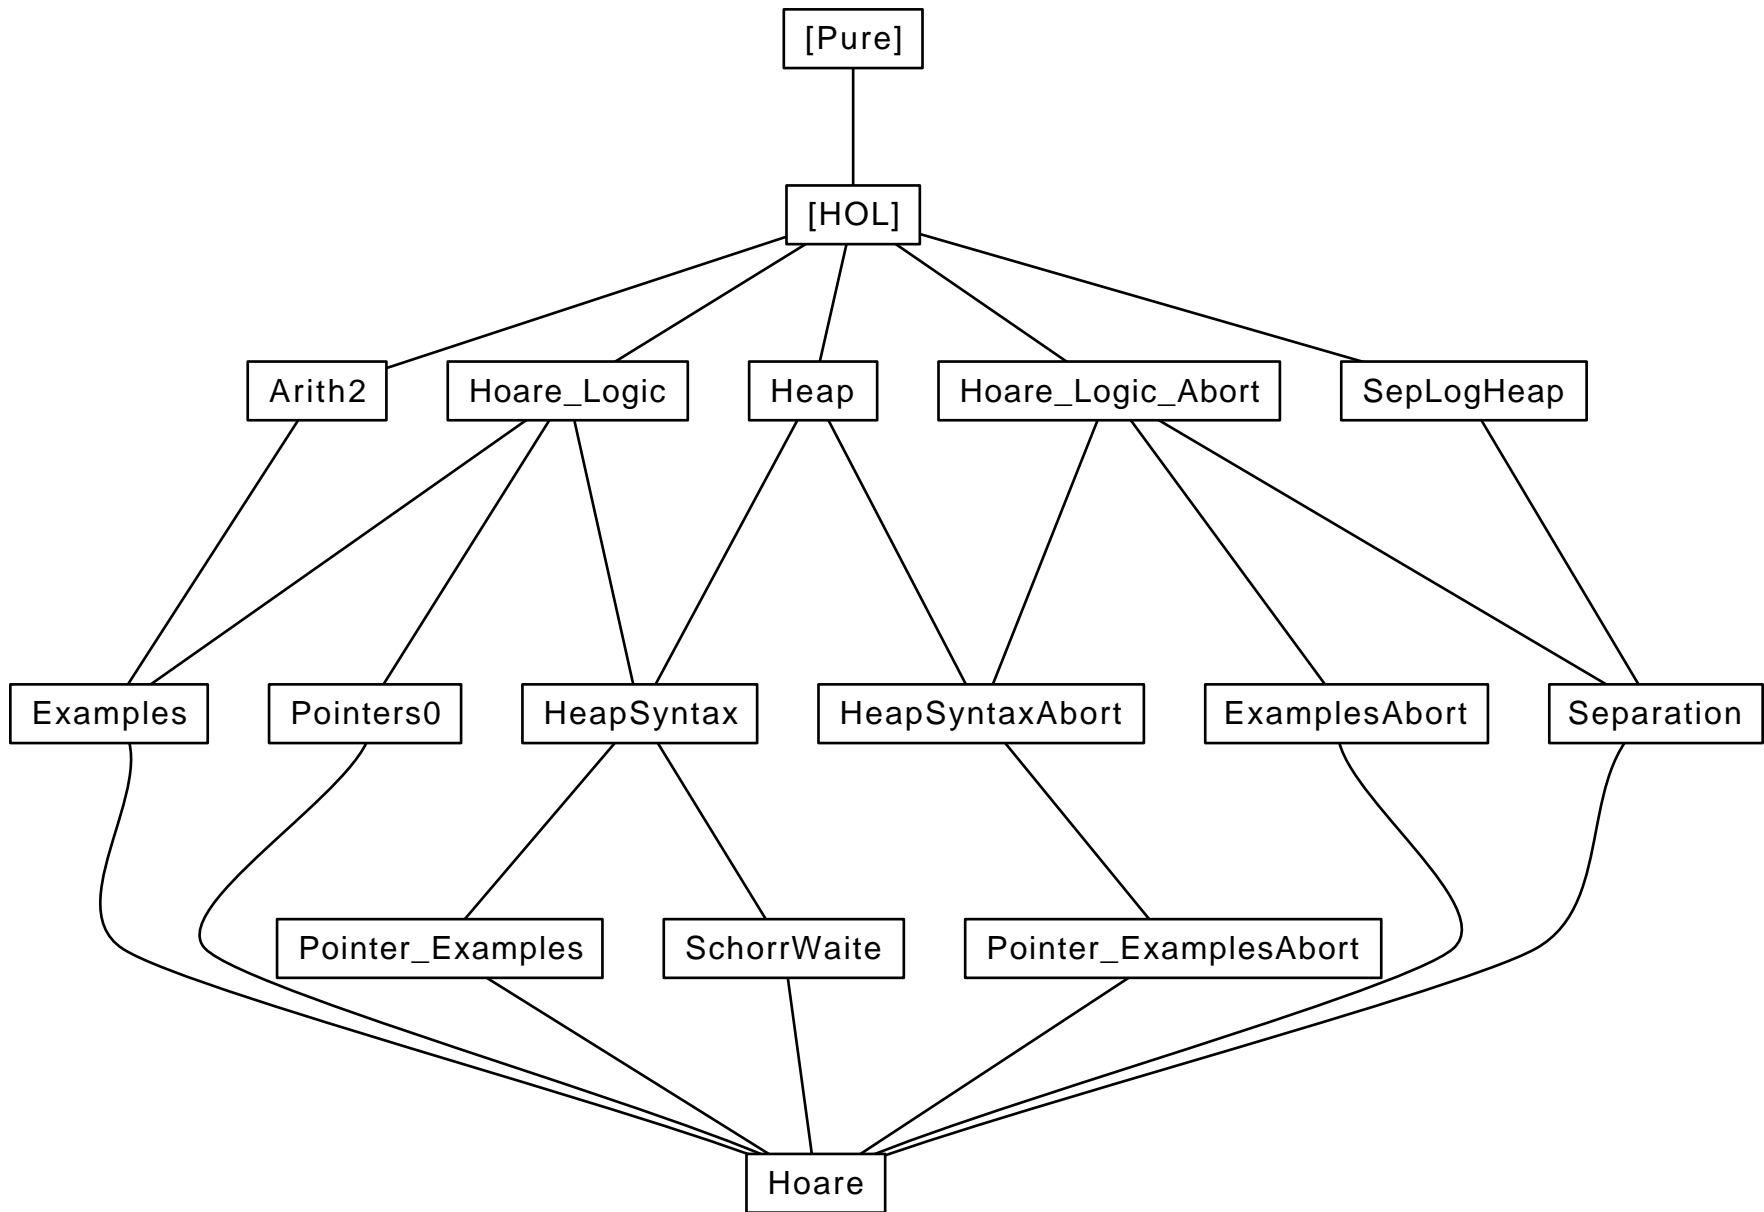 [Pure]
[HOL]
Arith2
Hoare_Logic
Heap
Hoare_Logic_Abort
SepLogHeap
Examples
Pointers0
HeapSyntax
HeapSyntaxAbort
ExamplesAbort
Separation
Pointer_Examples
SchorrWaite
Pointer_ExamplesAbort
Hoare